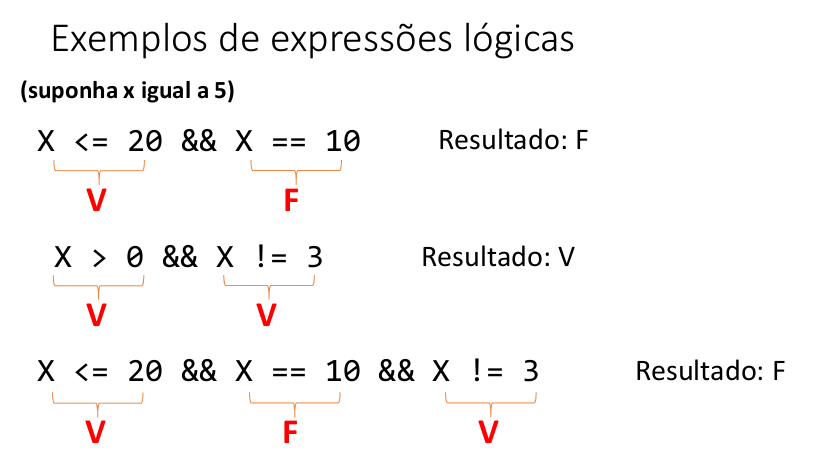 Exemplos de expressões lógicas
(suponha x igual a 5)
X <= 20 && X == 10 Resultado: F
V F
X > 0 && X != 3 Resultado: V
V V
X <= 20 && X == 10 && X != 3 Resultado: F
V F V